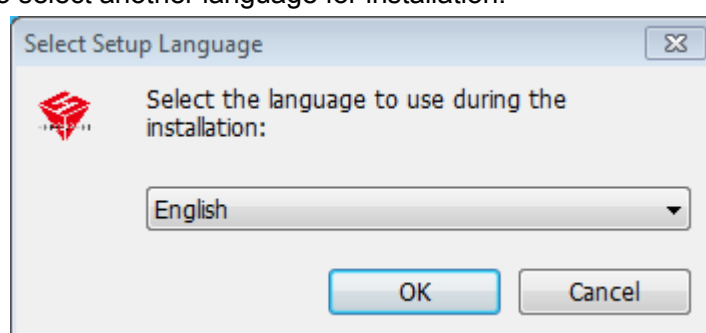 select another language for installation.
Select Setup Language
Select the language to use during the
installation:
English
OK
Cancel